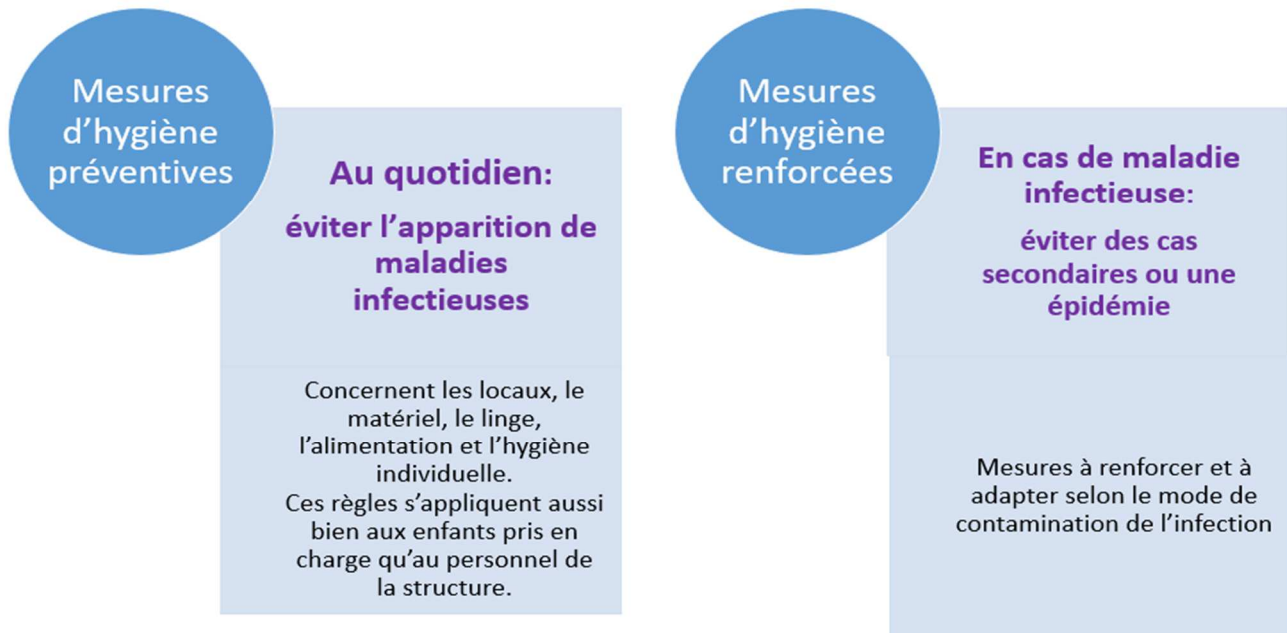 Mesures
d’hygiène
préventives
Au quotidien:
éviter l’apparition de
maladies
infectieuses
Concernent les locaux, le
matériel, le linge,
l’alimentation et l’hygiène
individuelle.
Ces règles s’appliquent aussi
bien aux enfants pris en
charge qu’au personnel de
la structure.
Mesures
d’hygiène
renforcées
En cas de maladie
infectieuse:
éviter des cas
secondaires ou une
épidémie
Mesures à renforcer et à
adapter selon le mode de
contamination de l’infection